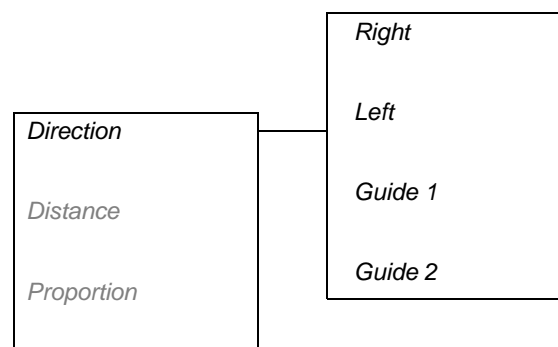 Direction
Distance
Proportion
Right
Left
Guide 1
Guide 2